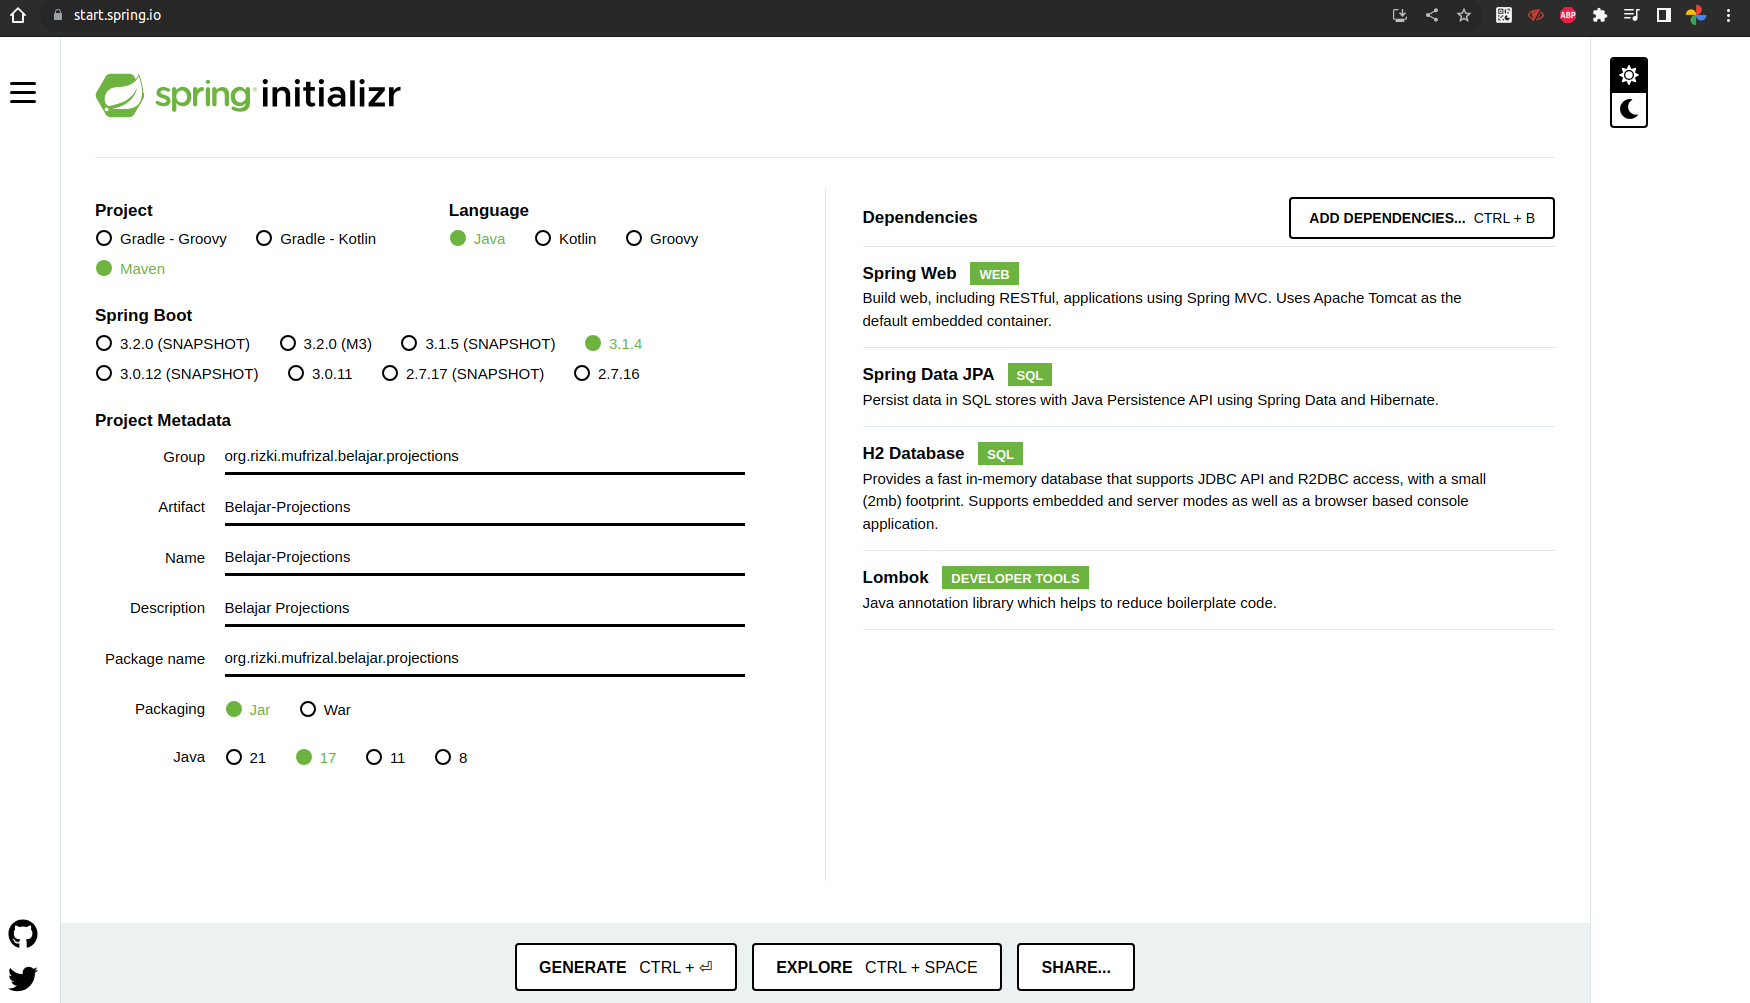 start.spring.io
ABP
spring initializr
Project
Gradle - Groovy Gradle - Kotlin
Maven
Language
Java Kotlin Groovy
Spring Boot
3.2.0 (SNAPSHOT) 3.2.0 (M3) 3.1.5 (SNAPSHOT) 3.1.4
3.0.12 (SNAPSHOT) 3.0.11 2.7.17 (SNAPSHOT) 2.7.16
Project Metadata
Group org.rizki.mufrizal.belajar.projections
Artifact Belajar-Projections
Name Belajar-Projections
Description Belajar Projections
Package name org.rizki.mufrizal.belajar.projections
Packaging Jar War
Java 21 17 11 8
Dependencies
ADD DEPENDENCIES... CTRL + B
Spring Web WEB
Build web, including RESTful, applications using Spring MVC. Uses Apache Tomcat as the
default embedded container.
Spring Data JPA SQL
Persist data in SQL stores with Java Persistence API using Spring Data and Hibernate.
H2 Database SQL
Provides a fast in-memory database that supports JDBC API and R2DBC access, with a small
(2mb) footprint. Supports embedded and server modes as well as a browser based console
application.
Lombok DEVELOPER TOOLS
Java annotation library which helps to reduce boilerplate code.
GENERATE CTRL + ⏎
EXPLORE CTRL + SPACE
SHARE...